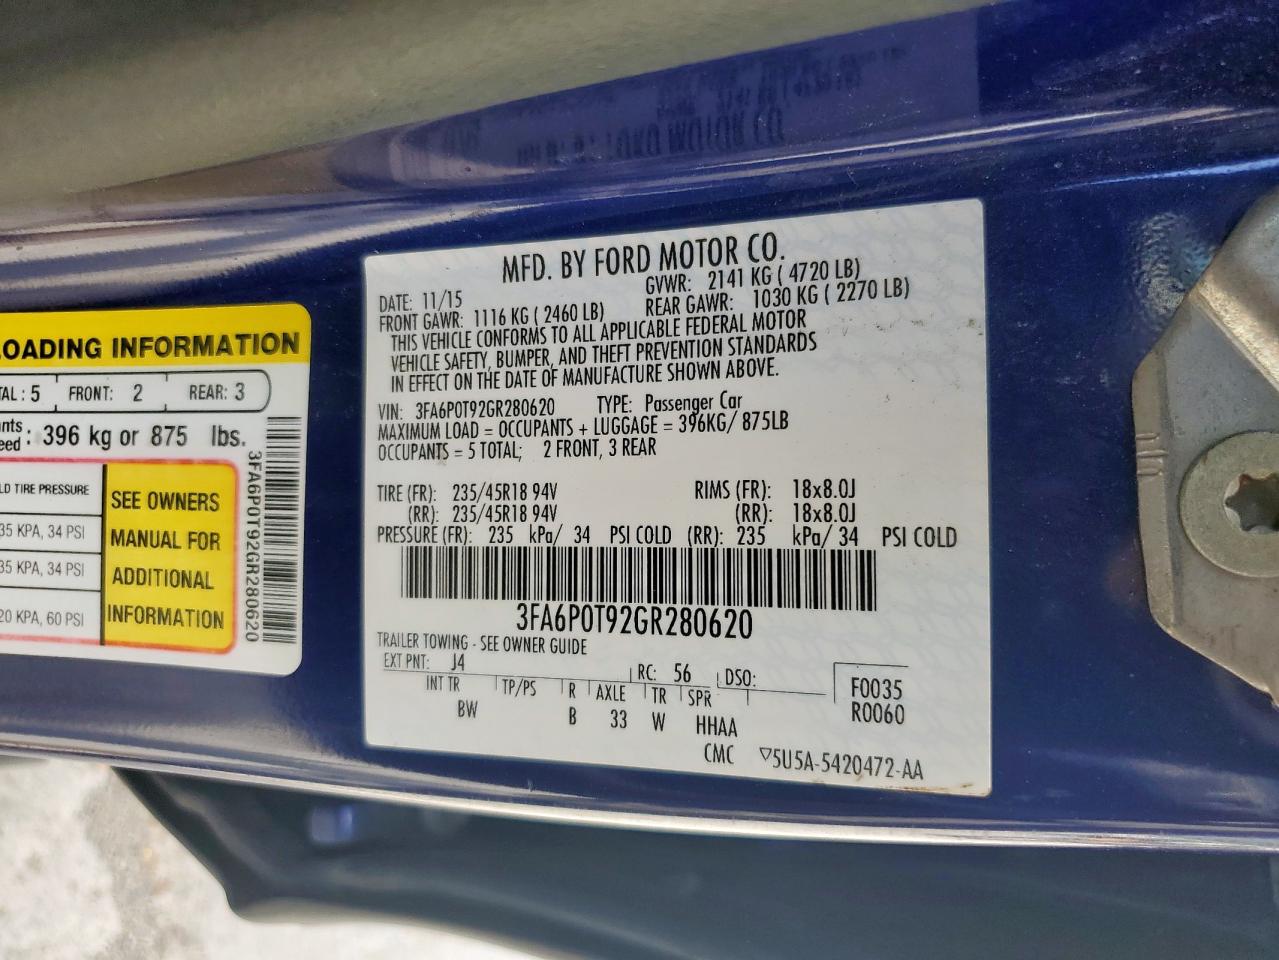 LOADING INFORMATION
TAL : 5 FRONT: 2 REAR: 3
396 kg or 875 lbs.
LD TIRE PRESSURE
35 KPA, 34 PSI
35 KPA, 34 PSI
20 KPA, 60 PSI
SEE OWNERS
MANUAL FOR
ADDITIONAL
INFORMATION
3FA6P0T92GR280620
MFD. BY FORD MOTOR CO.
DATE: 11/15 GVWR: 2141 KG ( 4720 LB)
FRONT GAWR: 1116 KG ( 2460 LB) REAR GAWR: 1030 KG ( 2270 LB)
THIS VEHICLE CONFORMS TO ALL APPLICABLE FEDERAL MOTOR
VEHICLE SAFETY, BUMPER, AND THEFT PREVENTION STANDARDS
IN EFFECT ON THE DATE OF MANUFACTURE SHOWN ABOVE.
VIN: 3FA6P0T92GR280620 TYPE: Passenger Car
MAXIMUM LOAD = OCCUPANTS + LUGGAGE = 396KG/ 875LB
OCCUPANTS = 5 TOTAL; 2 FRONT, 3 REAR
TIRE (FR): 235/45R18 94V RIMS (FR): 18x8.0J
(RR): 235/45R18 94V (RR): 18x8.0J
PRESSURE (FR): 235 kPa/ 34 PSI COLD (RR): 235 kPa/ 34 PSI COLD
3FA6P0T92GR280620
TRAILER TOWING - SEE OWNER GUIDE
EXT PNT: J4 RC: 56 DSO:
INT TR TP/PS R AXLE TR SPR F0035
BW B 33 W HHAA R0060
CMC ▽5U5A-5420472-AA